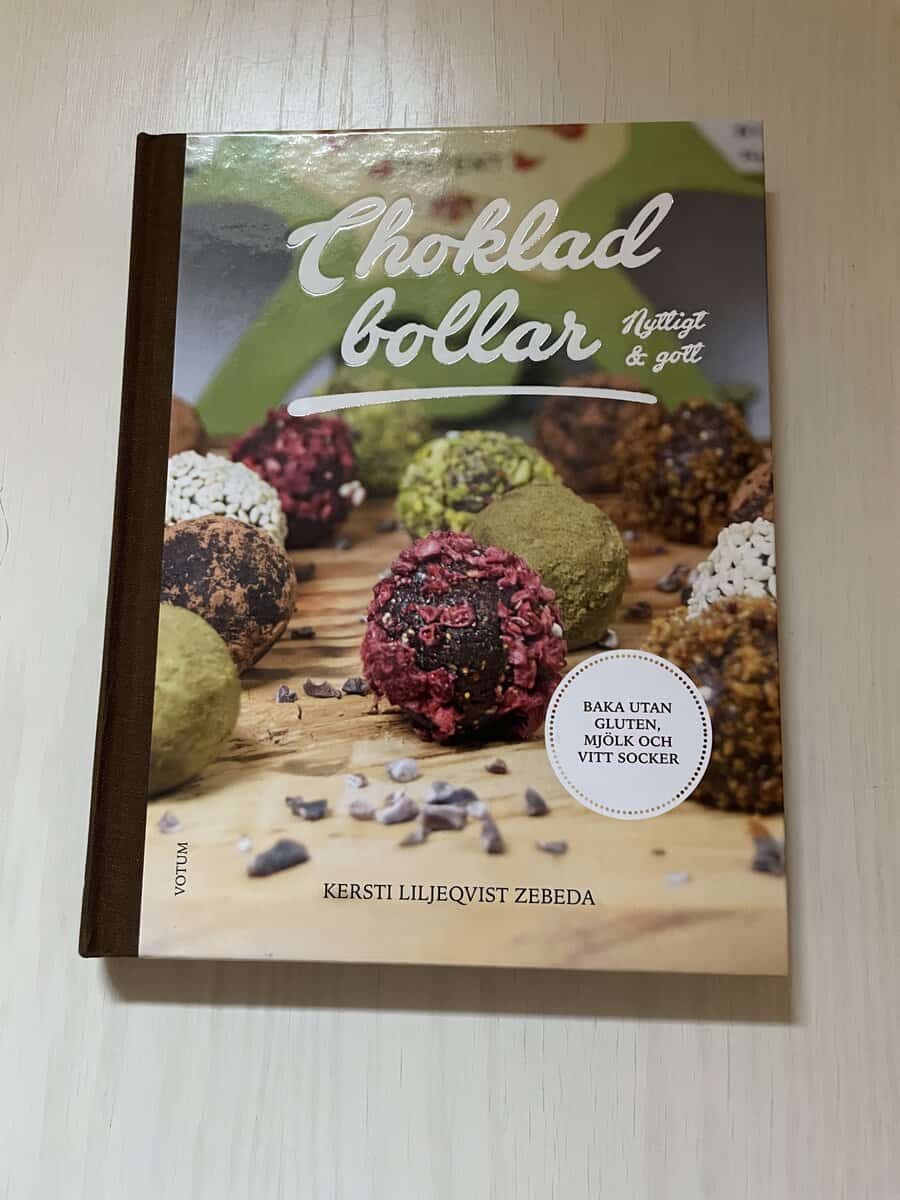 Choklad
bollar
Nyttigt
& gott
BAKA UTAN
GLUTEN,
MJÖLK OCH
VITT SOCKER
VOTUM
KERSTI LILJEQVIST ZEBEDA